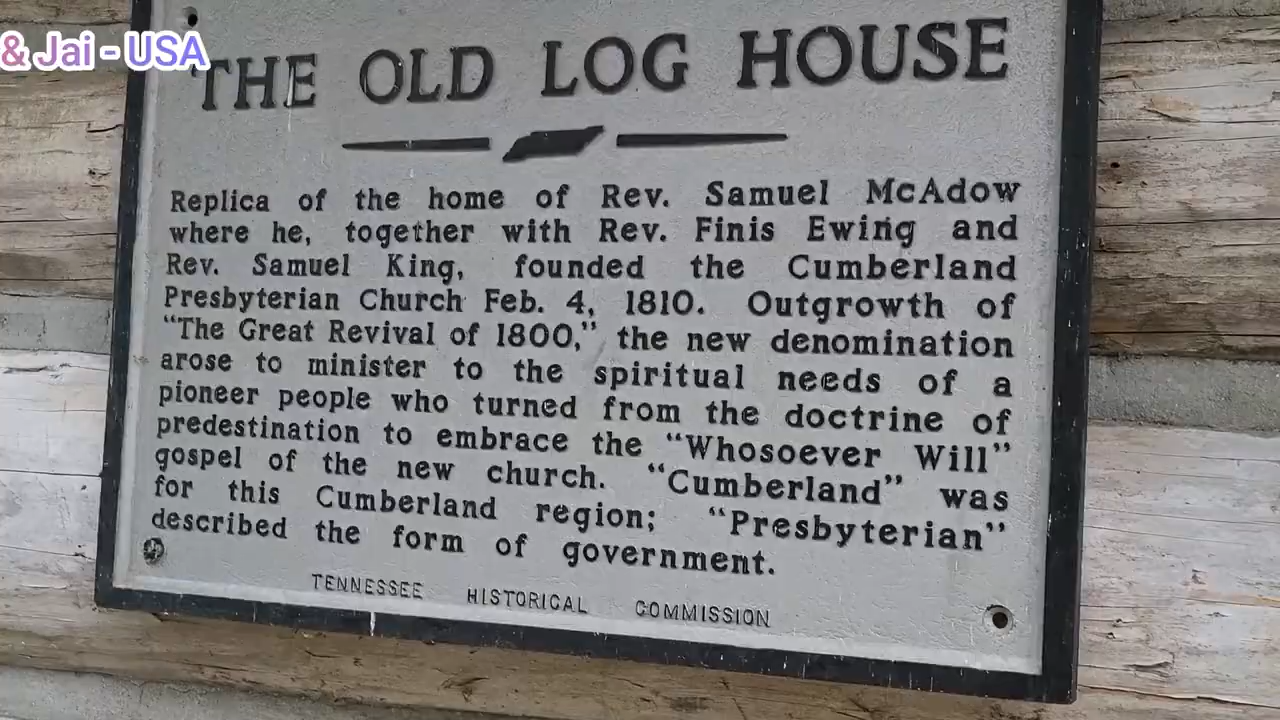 & Jai - USA
THE OLD LOG HOUSE
Replica of the home of Rev. Samuel McAdow
where he, together with Rev. Finis Ewing and
Rev. Samuel King, founded the Cumberland
Presbyterian Church Feb. 4, 1810. Outgrowth of
“The Great Revival of 1800,” the new denomination
arose to minister to the spiritual needs of a
pioneer people who turned from the doctrine of
predestination to embrace the “Whosoever Will”
gospel of the new church. “Cumberland” was
for this Cumberland region; “Presbyterian”
described the form of government.
TENNESSEE HISTORICAL COMMISSION